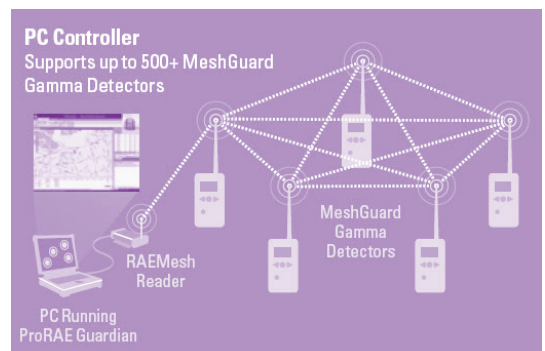 PC Controller
Supports up to 500+ MeshGuard
Gamma Detectors
MeshGuard
Gamma
Detectors
RAEMesh
Reader
PC Running
ProRAE Guardian